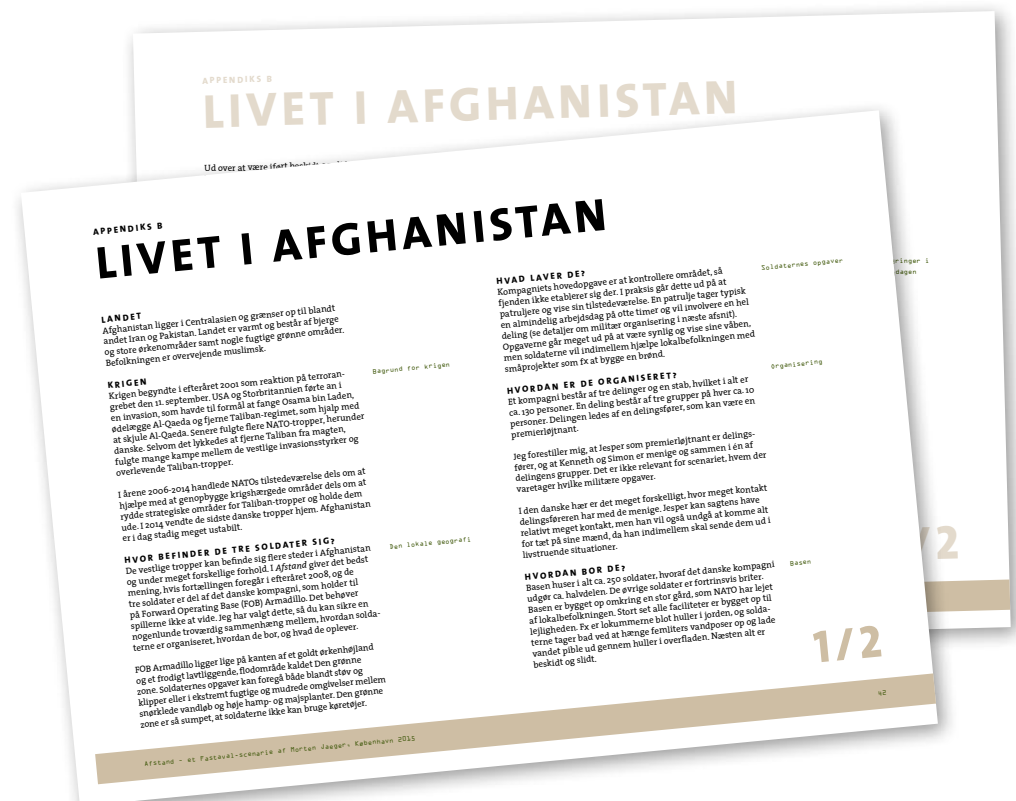 APPENDIKS B
LIVET I AFGHANISTAN
Ud over at være iført
APPENDIKS B
LIVET I AFGHANISTAN
LANDET
Afghanistan ligger i Centralasien og grænser op til blandt
andet Iran og Pakistan. Landet er varmt og består af bjerge
og store ørkenområder samt nogle fugtige grønne områder.
Befolkningen er overvejende muslimsk.
KRIGEN
Bagrund for krigen
Krigen begyndte i efteråret 2001 som reaktion på terroran-
grebet den 11. september. USA og Storbritannien førte an i
en invasion, som havde til formål at fange Osama bin Laden,
ødelægge Al-Qaeda og fjerne Taliban-regimet, som hjalp med
at skjule Al-Qaeda. Senere fulgte flere NATO-tropper, herunder
danske. Selvom det lykkedes at fjerne Taliban fra magten,
fulgte mange kampe mellem de vestlige invasionsstyrker og
overlevende Taliban-tropper.
I årene 2006-2014 handlede NATOs tilstedeværelse dels om at
hjælpe med at genopbygge krigshærgede områder dels om at
rydde strategiske områder for Taliban-tropper og holde dem
ude. I 2014 vendte de sidste danske tropper hjem. Afghanistan
er i dag stadig meget ustabilt.
HVOR BEFINDER DE TRE SOLDATER SIG?
Den lokale geografi
De vestlige tropper kan befinde sig flere steder i Afghanistan
og under meget forskellige forhold. I Afstand giver det bedst
mening, hvis fortællingen foregår i efteråret 2008, og de
tre soldater er del af det danske kompagni, som holder til
på Forward Operating Base (FOB) Armadillo. Det behøver
spillerne ikke at vide. Jeg har valgt dette, så du kan sikre en
nogenlunde troværdig sammenhæng mellem, hvordan solda-
terne er organiseret, hvordan de bor, og hvad de oplever.
FOB Armadillo ligger lige på kanten af et goldt ørkenhøjland
og et frodigt lavtliggende, flodområde kaldet Den grønne
zone. Soldaternes opgaver kan foregå både blandt støv og
klipper eller i ekstremt fugtige og mudrede omgivelser mellem
snørklede vandløb og høje hamp- og majsplanter. Den grønne
zone er så sumpet, at soldaterne ikke kan bruge køretøjer.
HVAD LAVER DE?
Soldaternes opgaver
Kompagniets hovedopgave er at kontrollere området, så
fjenden ikke etablerer sig der. I praksis går dette ud på at
patruljere og vise sin tilstedeværelse. En patrulje tager typisk
en almindelig arbejdsdag på otte timer og vil involvere en hel
deling (se detaljer om militær organisering i næste afsnit).
Opgaverne går meget ud på at være synlig og vise sine våben,
men soldaterne vil indimellem hjælpe lokalbefolkningen med
småprojekter som fx at bygge en brønd.
HVORDAN ER DE ORGANISERET?
Organisering
Et kompagni består af tre delinger og en stab, hvilket i alt er
ca. 130 personer. En deling består af tre grupper på hver ca. 10
personer. Delingen ledes af en delingsfører, som kan være en
premierløjtnant.
Jeg forestiller mig, at Jesper som premierløjtnant er delings-
fører, og at Kenneth og Simon er menige og sammen i én af
delingens grupper. Det er ikke relevant for scenariet, hvem der
varetager hvilke militære opgaver.
I den danske hær er det meget forskelligt, hvor meget kontakt
delingsføreren har med de menige. Jesper kan sagtens have
relativt meget kontakt, men han vil også undgå at komme alt
for tæt på sine mænd, da han indimellem skal sende dem ud i
livstruende situationer.
HVORDAN BOR DE?
Basen
Basen huser i alt ca. 250 soldater, hvoraf det danske kompagni
udgør ca. halvdelen. De øvrige soldater er fortrinsvis briter.
Basen er bygget op omkring en stor gård, som NATO har lejet
af lokalbefolkningen. Stort set alle faciliteter er bygget op til
lejligheden. Fx er lokummerne blot huller i jorden, og solda-
terne tager bad ved at hænge femliters vandposer op og lade
vandet pible ud gennem huller i overfladen. Næsten alt er
beskidt og slidt.
1/2
Afstand - et Fastaval-scenarie af Morten Jaeger, København 2015
42
ringer i
dagen
/2